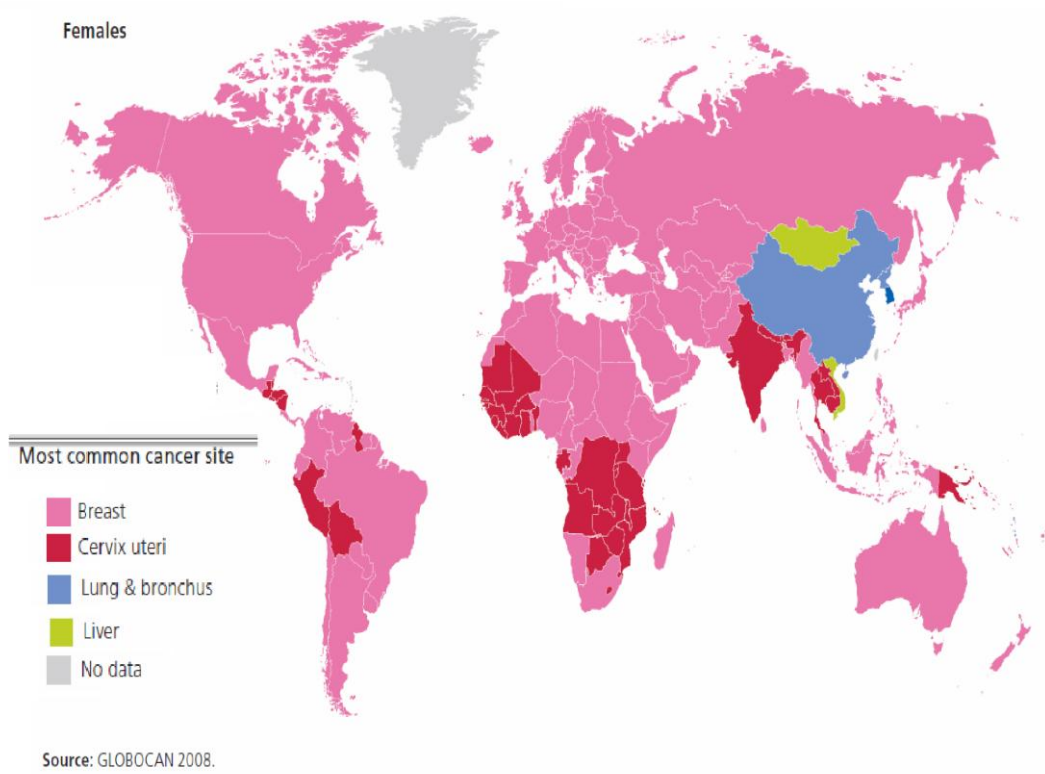 Females
Most common cancer site
Breast
Cervix uteri
Lung & bronchus
Liver
No data
Source: GLOBOCAN 2008.